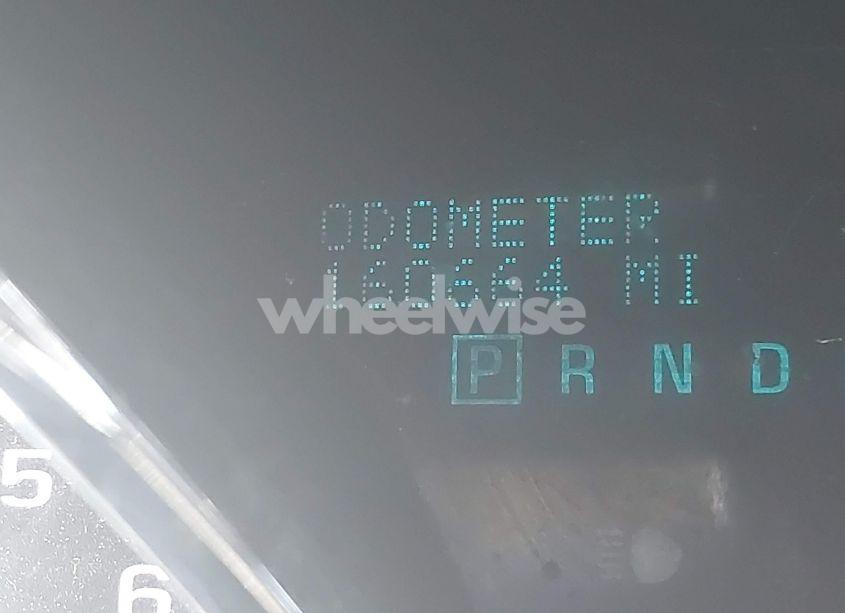 ODOMETER
160664 MI
wheelwise
P R N D
5
6